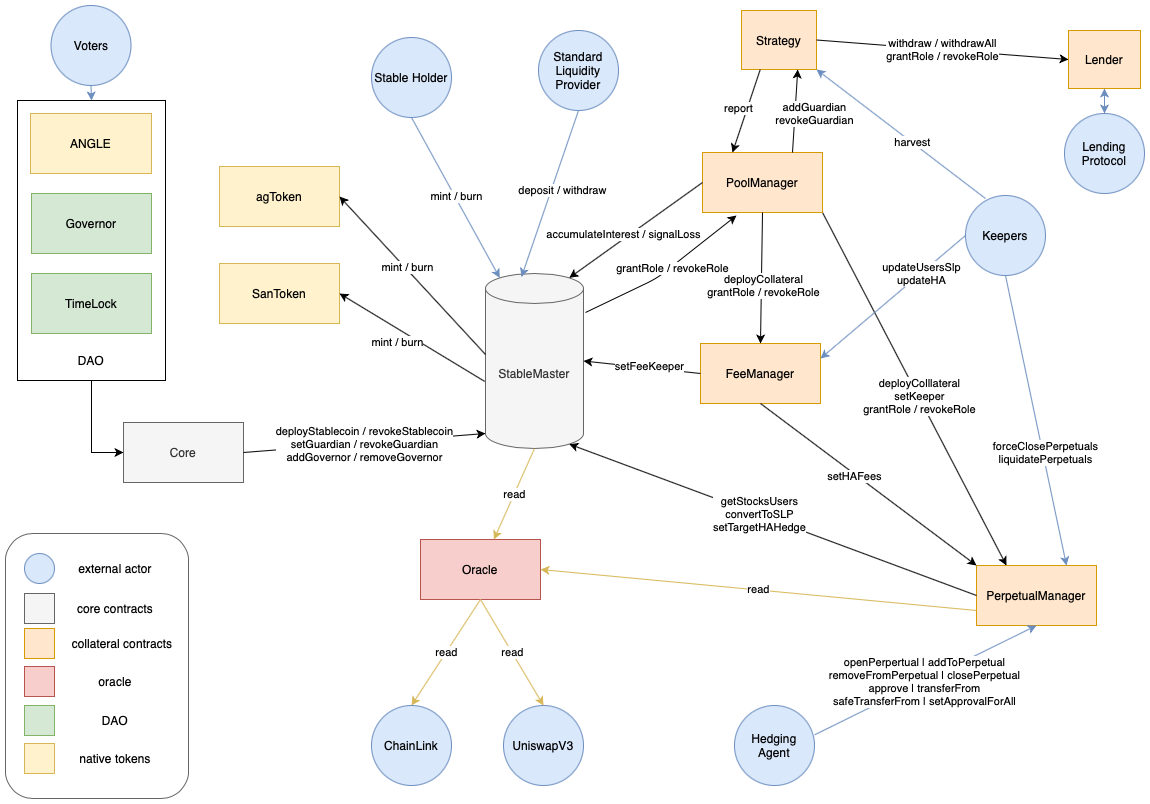 Voters
ANGLE
Governor
TimeLock
DAO
Stable Holder
Standard
Liquidity
Provider
Strategy
withdraw / withdrawAll
grantRole / revokeRole
Lender
Lending
Protocol
report
addGuardian
revokeGuardian
harvest
PoolManager
Keepers
agToken
SanToken
mint / burn
deposit / withdraw
mint / burn
mint / burn
accumulateInterest / signalLoss
grantRole / revokeRole
deployCollateral
grantRole / revokeRole
updateUsersSlp
updateHA
StableMaster
setFeeKeeper
FeeManager
deployColllateral
setKeeper
grantRole / revokeRole
Core
deployStablecoin / revokeStablecoin
setGuardian / revokeGuardian
addGovernor / removeGovernor
forceClosePerpetuals
liquidatePerpetuals
setHAFees
getStocksUsers
convertToSLP
setTargetHAHedge
read
Oracle
read
PerpetualManager
read
read
openPerpertual | addToPerpetual
removeFromPerpetual | closePerpetual
approve | transferFrom
safeTransferFrom | setApprovalForAll
ChainLink
UniswapV3
Hedging
Agent
external actor
core contracts
collateral contracts
oracle
DAO
native tokens